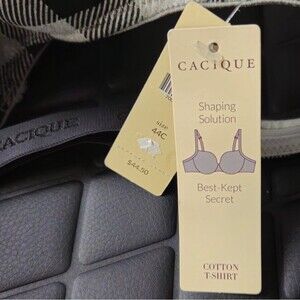 CACIQUE
Shaping
Solution
Best-Kept
Secret
COTTON
T-SHIRT
size
44C
$44.50
CACIQUE